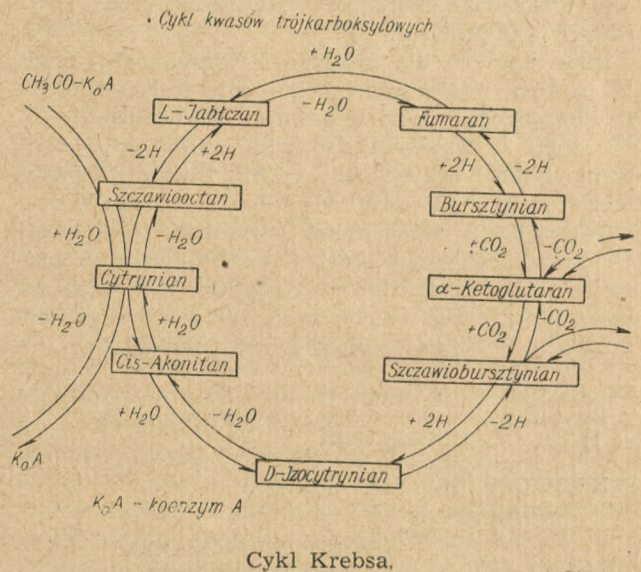 Cykl kwasów trójkarboksylowych
+ H₂O
CH₃CO-KₒA
L-Jabłczan
-H₂O
Fumaran
-2H
+2H
+2H
-2H
Szczawiooctan
Bursztynian
+H₂O
-H₂O
+CO₂
-CO₂
Cytrynian
α-Ketoglutaran
-H₂O
+H₂O
+CO₂
-CO₂
Cis-Akonitan
Szczawiobursztynian
+H₂O
-H₂O
+ 2H
-2H
KₒA
D-Jzocytrynian
KₒA - koenzym A
Cykl Krebsa.